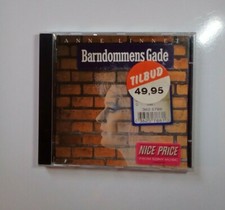 ANNE LINNET
Barndommens Gade
TILBUD
49,95
NICE PRICE